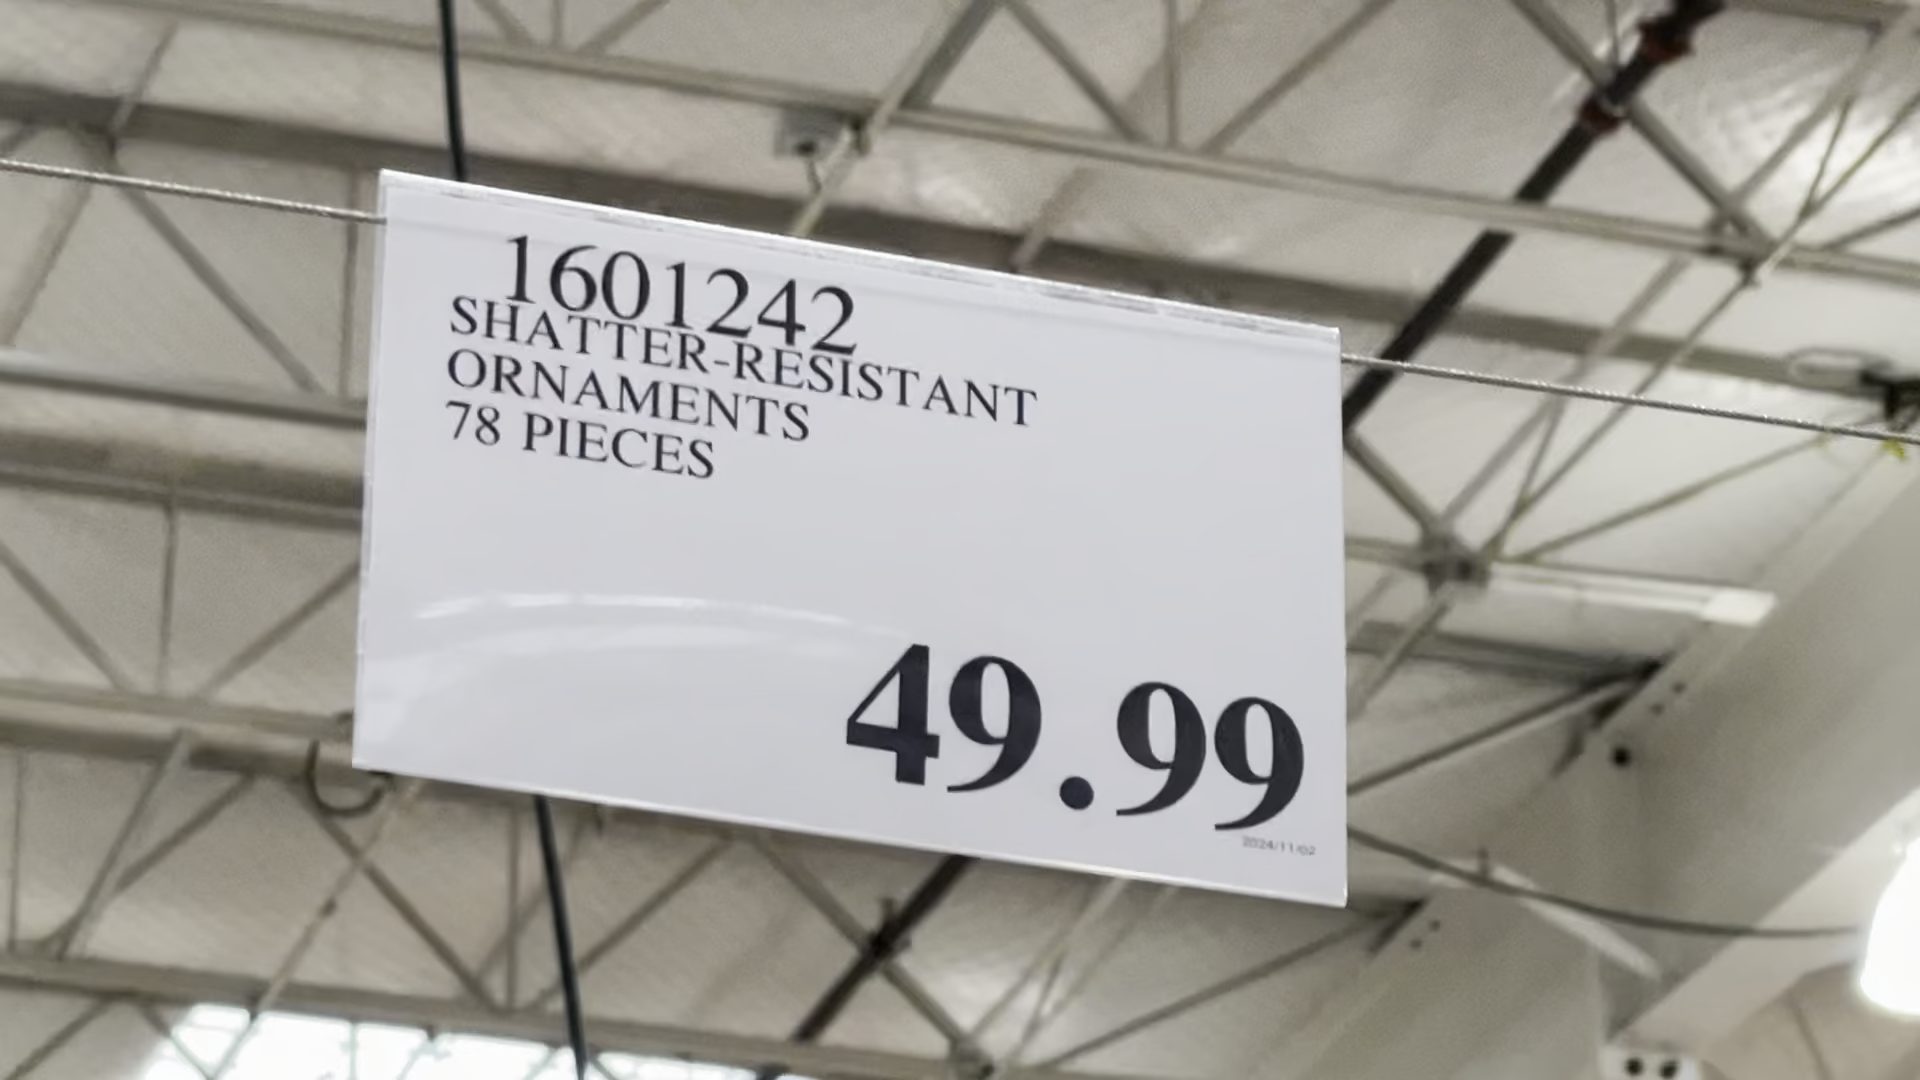 1601242
SHATTER-RESISTANT
ORNAMENTS
78 PIECES
49.99
2024/11/02